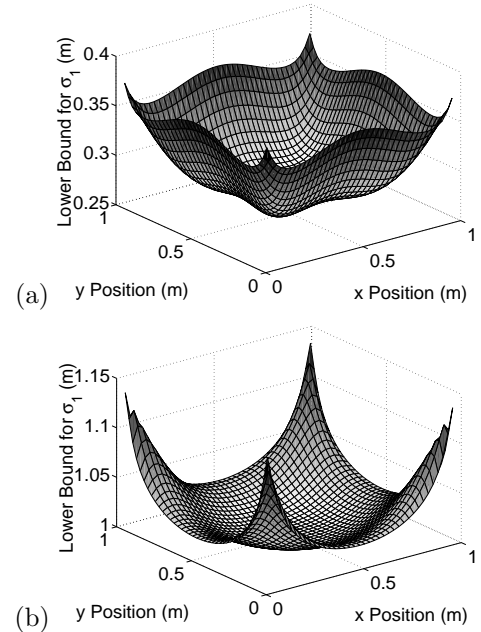 0.4
0.35
0.3
0.25
Lower Bound for σ1 (m)
1
0.5
0
y Position (m)
0
0.5
1
x Position (m)
(a)
1.15
1.1
1.05
1
Lower Bound for σ1 (m)
1
0.5
0
y Position (m)
0
0.5
1
x Position (m)
(b)